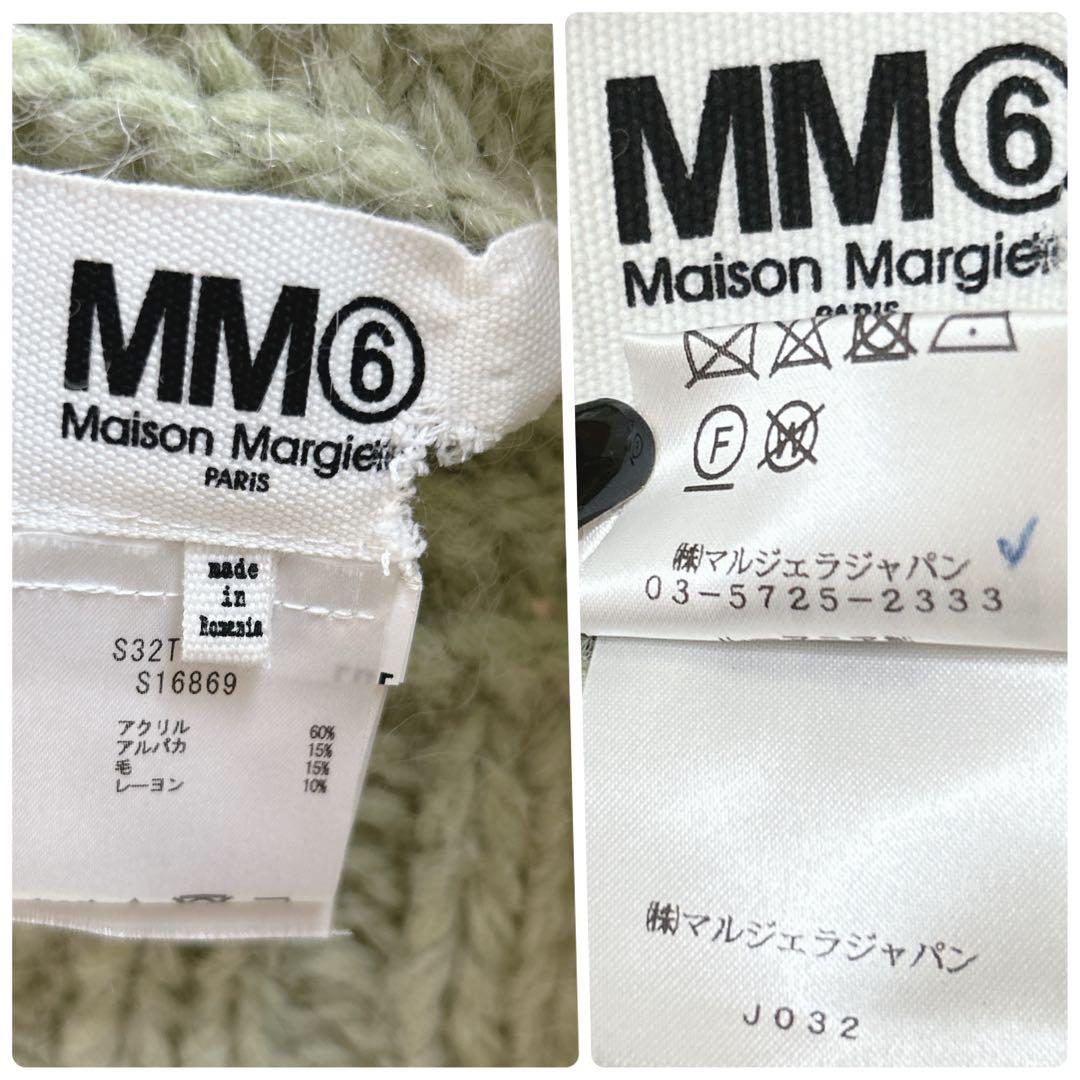 MM⑥
Maison Margiel
PARiS
made
in
Romania
S32T
S16869
アクリル 60%
アルパカ 15%
毛 15%
レーヨン 10%
MM⑥
Maison Margiel
PARiS
F
㈱マルジェラジャパン
03-5725-2333
㈱マルジェラジャパン
J032